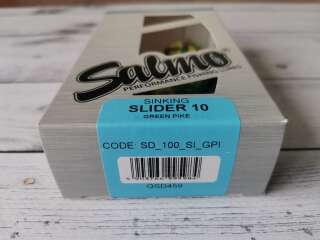 Salmo
PERFORMANCE FISHING LURES
SINKING
SLIDER 10
GREEN PIKE
CODE: SD_100_SI_GPI
QSD459